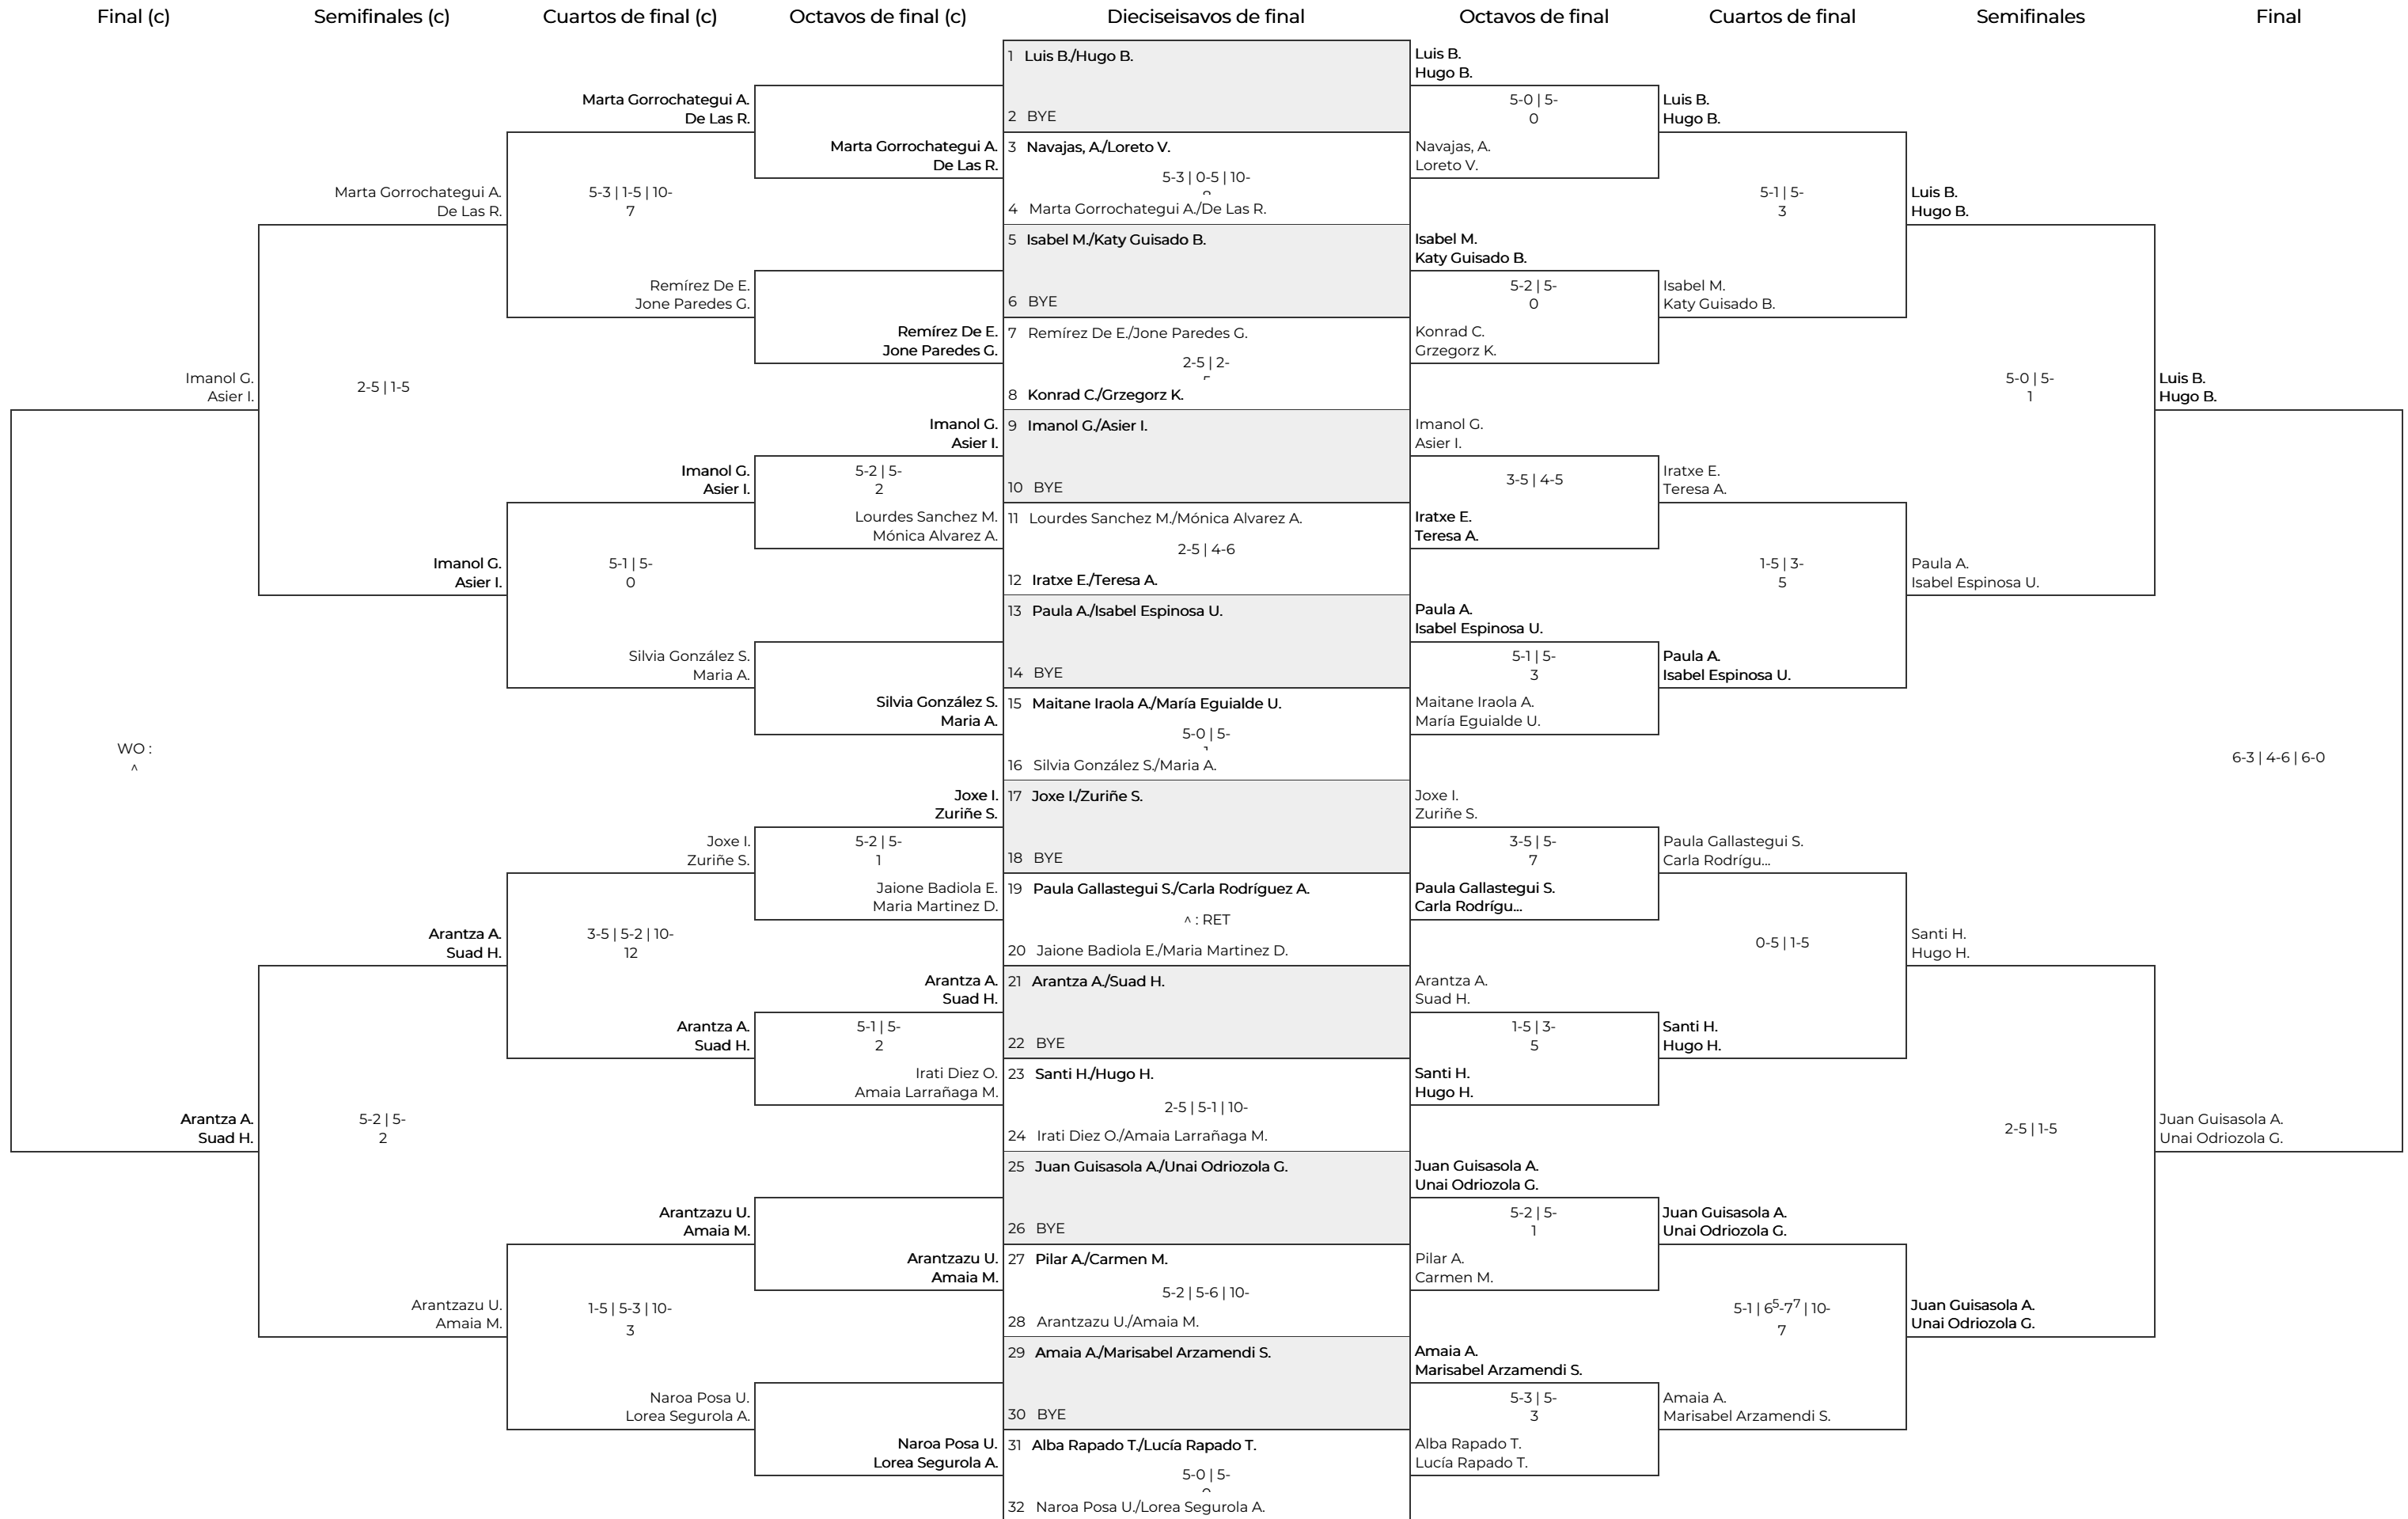 Final (c)
Semifinales (c)
Cuartos de final (c)
Octavos de final (c)
Dieciseisavos de final
Octavos de final
Cuartos de final
Semifinales
Final
Imanol G.
Asier I.
WO :
^
Arantza A.
Suad H.
Marta Gorrochategui A.
De Las R.
2-5 | 1-5
Imanol G.
Asier I.
Arantza A.
Suad H.
5-2 | 5-
2
Arantzazu U.
Amaia M.
Marta Gorrochategui A.
De Las R.
5-3 | 1-5 | 10-
7
Remírez De E.
Jone Paredes G.
Imanol G.
Asier I.
5-1 | 5-
0
Silvia González S.
Maria A.
Joxe I.
Zuriñe S.
3-5 | 5-2 | 10-
12
Arantza A.
Suad H.
Arantzazu U.
Amaia M.
1-5 | 5-3 | 10-
3
Naroa Posa U.
Lorea Segurola A.
Marta Gorrochategui A.
De Las R.
Remírez De E.
Jone Paredes G.
Imanol G.
Asier I.
5-2 | 5-
2
Lourdes Sanchez M.
Mónica Alvarez A.
Silvia González S.
Maria A.
Joxe I.
Zuriñe S.
5-2 | 5-
1
Jaione Badiola E.
Maria Martinez D.
Arantza A.
Suad H.
5-1 | 5-
2
Irati Diez O.
Amaia Larrañaga M.
Arantzazu U.
Amaia M.
Naroa Posa U.
Lorea Segurola A.
1 Luis B./Hugo B.
2 BYE
3 Navajas, A./Loreto V.
5-3 | 0-5 | 10-
4 Marta Gorrochategui A./De Las R.
5 Isabel M./Katy Guisado B.
6 BYE
7 Remírez De E./Jone Paredes G.
2-5 | 2-
8 Konrad C./Grzegorz K.
9 Imanol G./Asier I.
10 BYE
11 Lourdes Sanchez M./Mónica Alvarez A.
2-5 | 4-6
12 Iratxe E./Teresa A.
13 Paula A./Isabel Espinosa U.
14 BYE
15 Maitane Iraola A./María Eguialde U.
5-0 | 5-
16 Silvia González S./Maria A.
17 Joxe I./Zuriñe S.
18 BYE
19 Paula Gallastegui S./Carla Rodríguez A.
^ : RET
20 Jaione Badiola E./Maria Martinez D.
21 Arantza A./Suad H.
22 BYE
23 Santi H./Hugo H.
2-5 | 5-1 | 10-
24 Irati Diez O./Amaia Larrañaga M.
25 Juan Guisasola A./Unai Odriozola G.
26 BYE
27 Pilar A./Carmen M.
5-2 | 5-6 | 10-
28 Arantzazu U./Amaia M.
29 Amaia A./Marisabel Arzamendi S.
30 BYE
31 Alba Rapado T./Lucía Rapado T.
5-0 | 5-
32 Naroa Posa U./Lorea Segurola A.
Luis B.
Hugo B.
5-0 | 5-
0
Navajas, A.
Loreto V.
Isabel M.
Katy Guisado B.
5-2 | 5-
0
Konrad C.
Grzegorz K.
Imanol G.
Asier I.
3-5 | 4-5
Iratxe E.
Teresa A.
Paula A.
Isabel Espinosa U.
5-1 | 5-
3
Maitane Iraola A.
María Eguialde U.
Joxe I.
Zuriñe S.
3-5 | 5-
7
Paula Gallastegui S.
Carla Rodrígu...
Arantza A.
Suad H.
1-5 | 3-
5
Santi H.
Hugo H.
Juan Guisasola A.
Unai Odriozola G.
5-2 | 5-
1
Pilar A.
Carmen M.
Amaia A.
Marisabel Arzamendi S.
5-3 | 5-
3
Alba Rapado T.
Lucía Rapado T.
Luis B.
Hugo B.
5-1 | 5-
3
Isabel M.
Katy Guisado B.
Iratxe E.
Teresa A.
1-5 | 3-
5
Paula A.
Isabel Espinosa U.
Paula Gallastegui S.
Carla Rodrígu...
0-5 | 1-5
Santi H.
Hugo H.
Juan Guisasola A.
Unai Odriozola G.
5-1 | 6⁵-7⁷ | 10-
7
Amaia A.
Marisabel Arzamendi S.
Luis B.
Hugo B.
5-0 | 5-
1
Paula A.
Isabel Espinosa U.
Santi H.
Hugo H.
2-5 | 1-5
Juan Guisasola A.
Unai Odriozola G.
Luis B.
Hugo B.
6-3 | 4-6 | 6-0
Juan Guisasola A.
Unai Odriozola G.